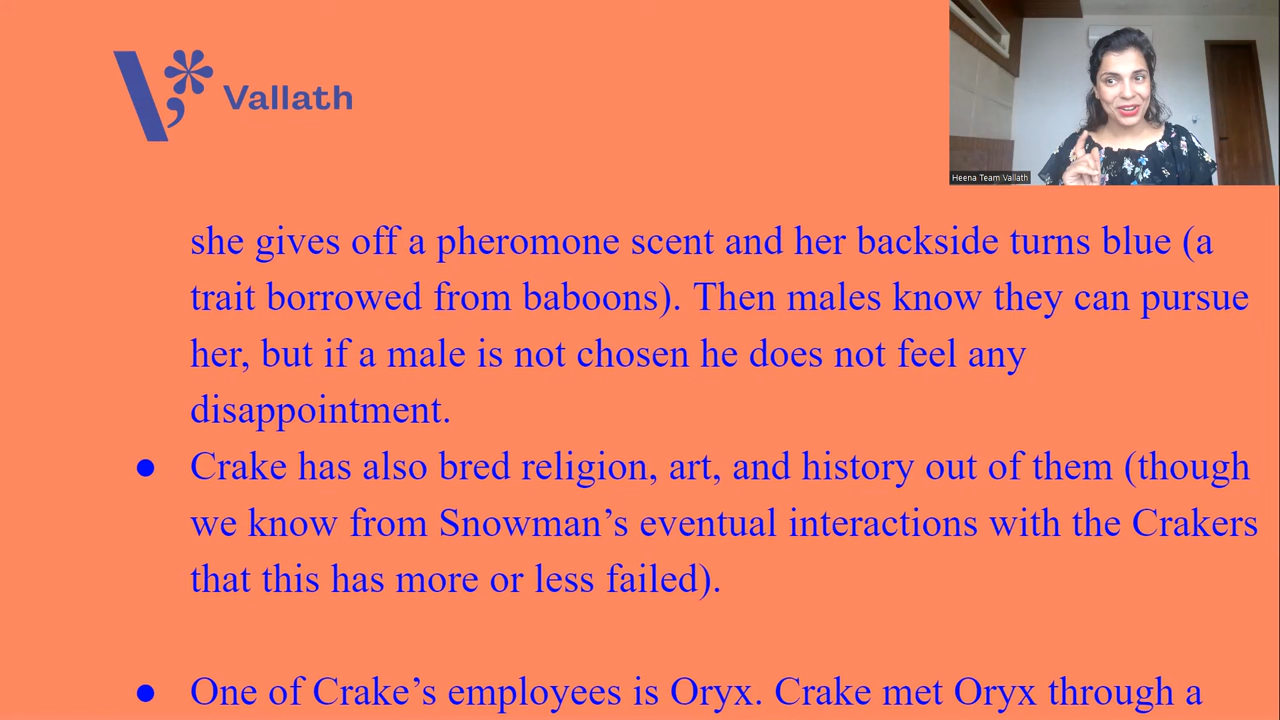 Vallath
Heena Team Vallath
she gives off a pheromone scent and her backside turns blue (a
trait borrowed from baboons). Then males know they can pursue
her, but if a male is not chosen he does not feel any
disappointment.
● Crake has also bred religion, art, and history out of them (though
we know from Snowman’s eventual interactions with the Crakers
that this has more or less failed).
● One of Crake’s employees is Oryx. Crake met Oryx through a